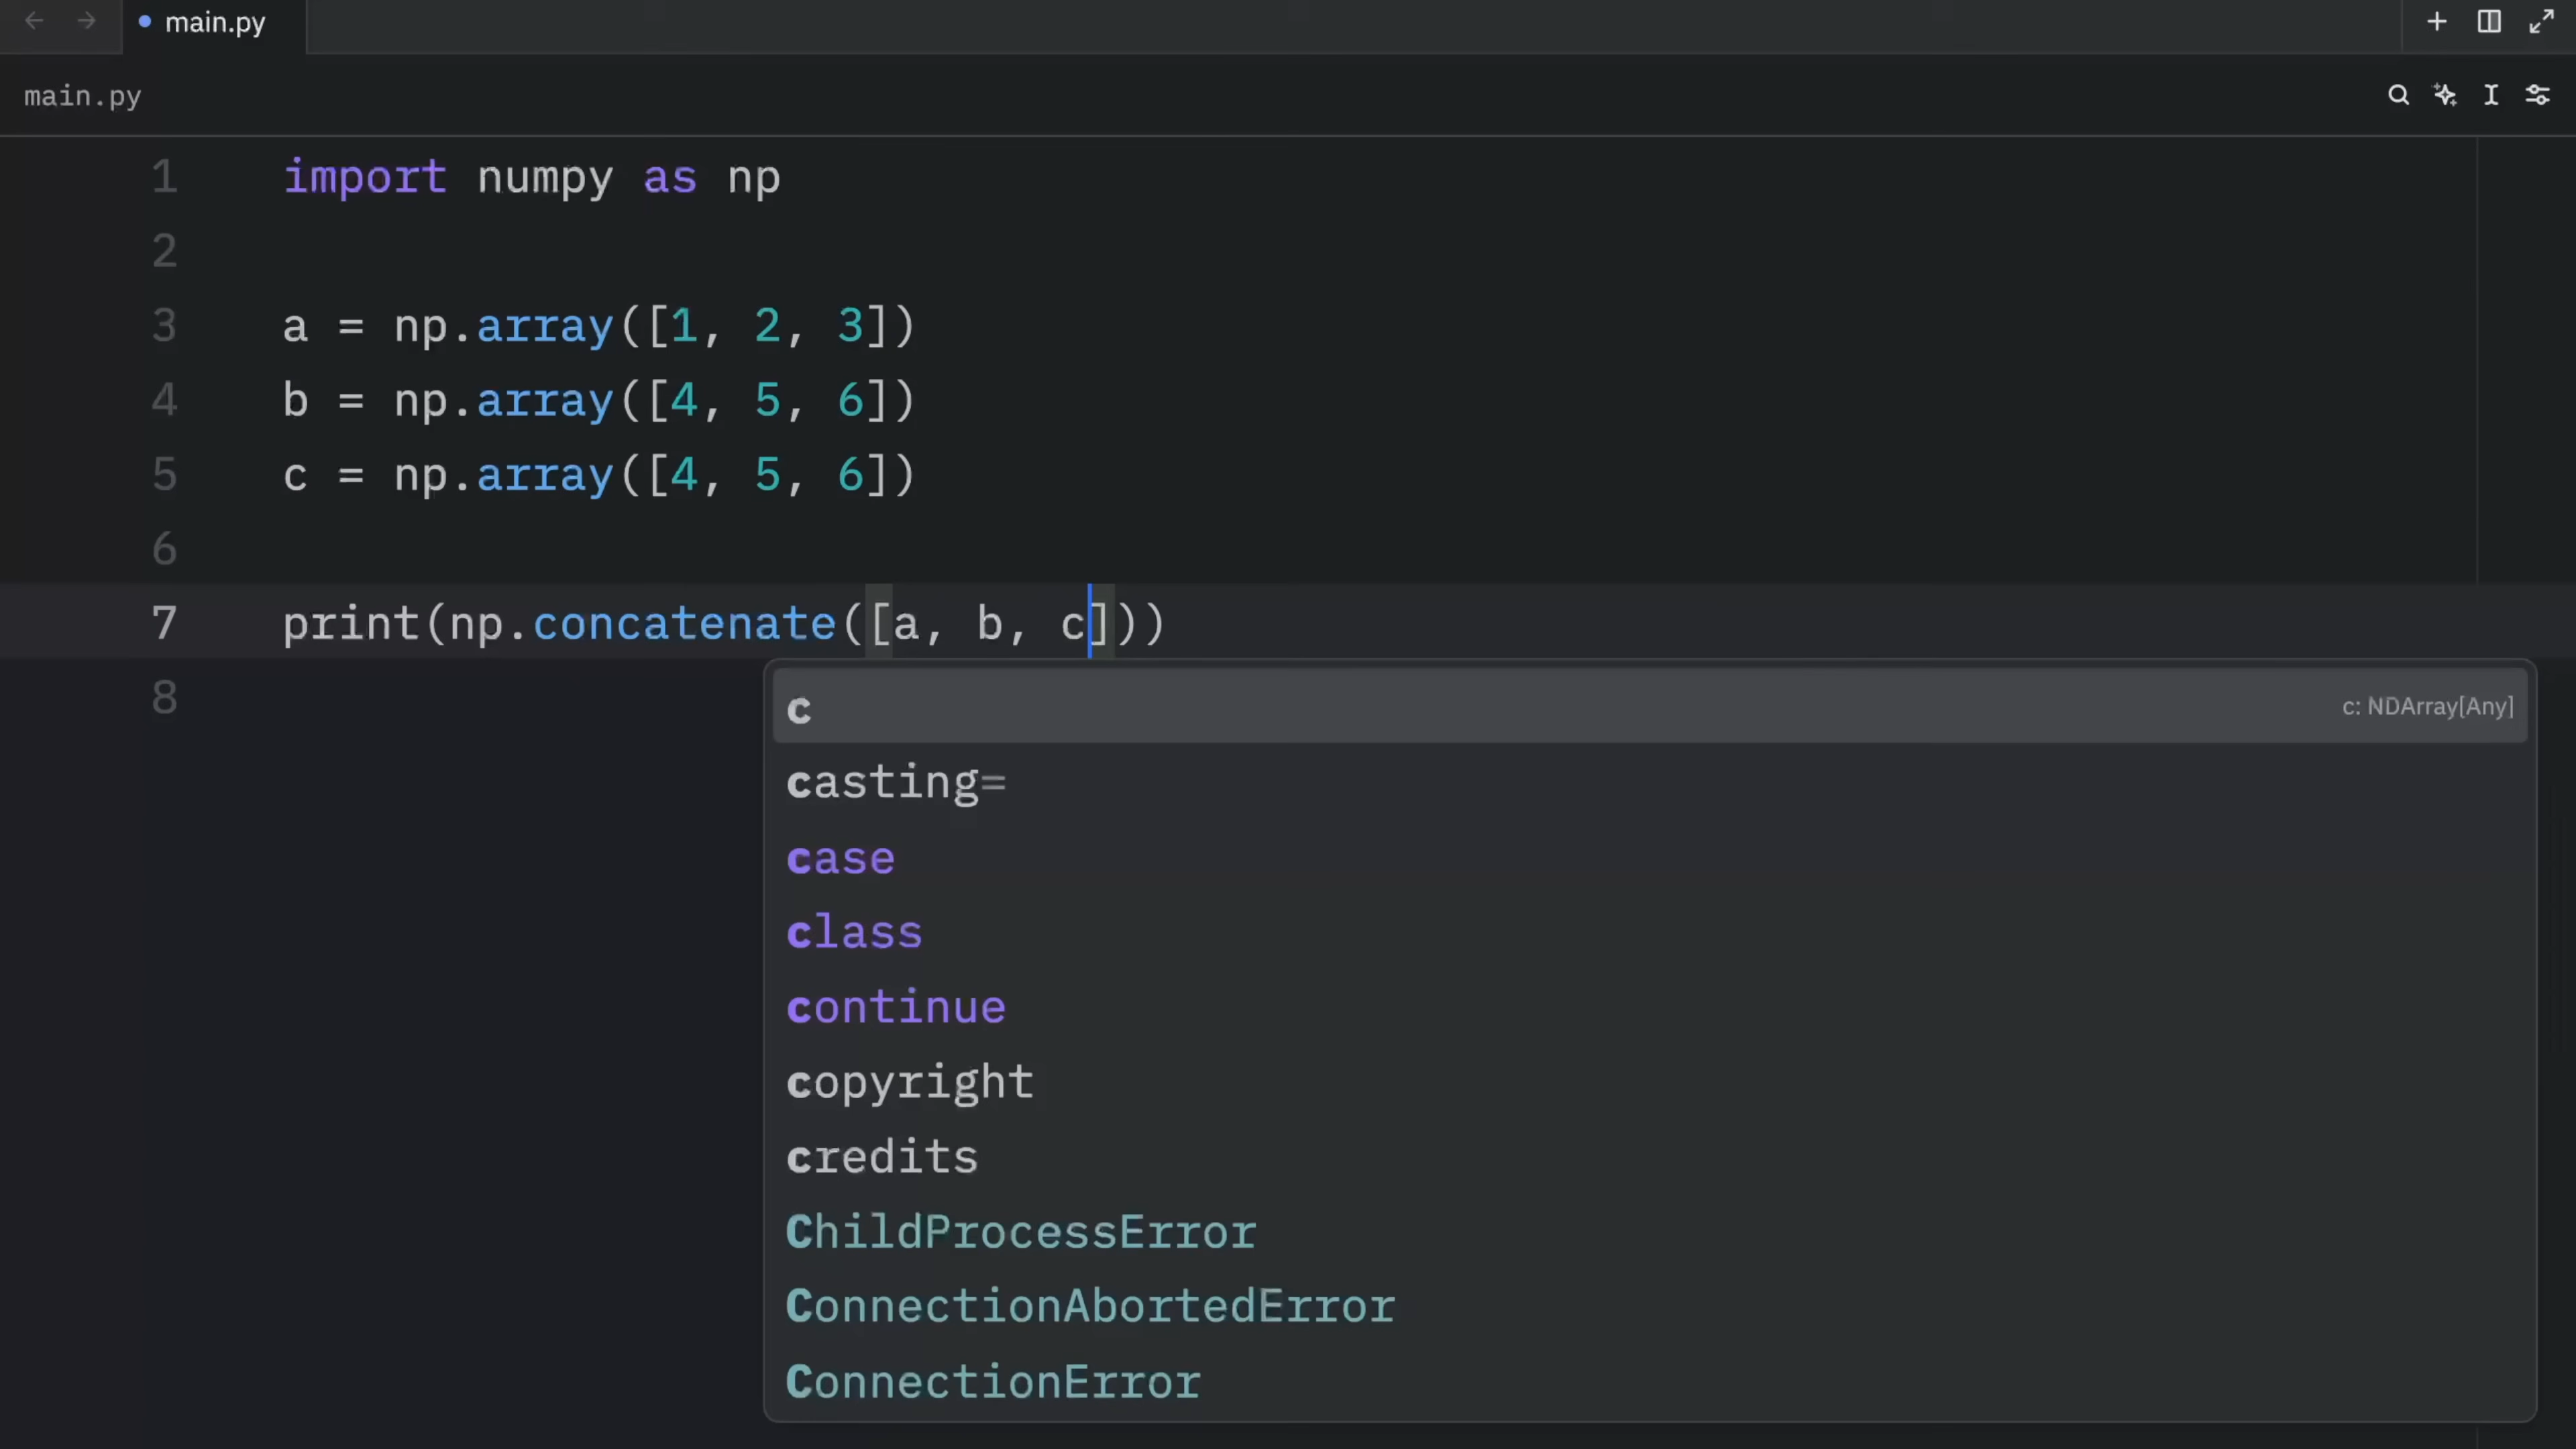 main.py
main.py
1 import numpy as np
2
3 a = np.array([1, 2, 3])
4 b = np.array([4, 5, 6])
5 c = np.array([4, 5, 6])
6
7 print(np.concatenate([a, b, c]))
8
c c: NDArray[Any]
casting=
case
class
continue
copyright
credits
ChildProcessError
ConnectionAbortedError
ConnectionError